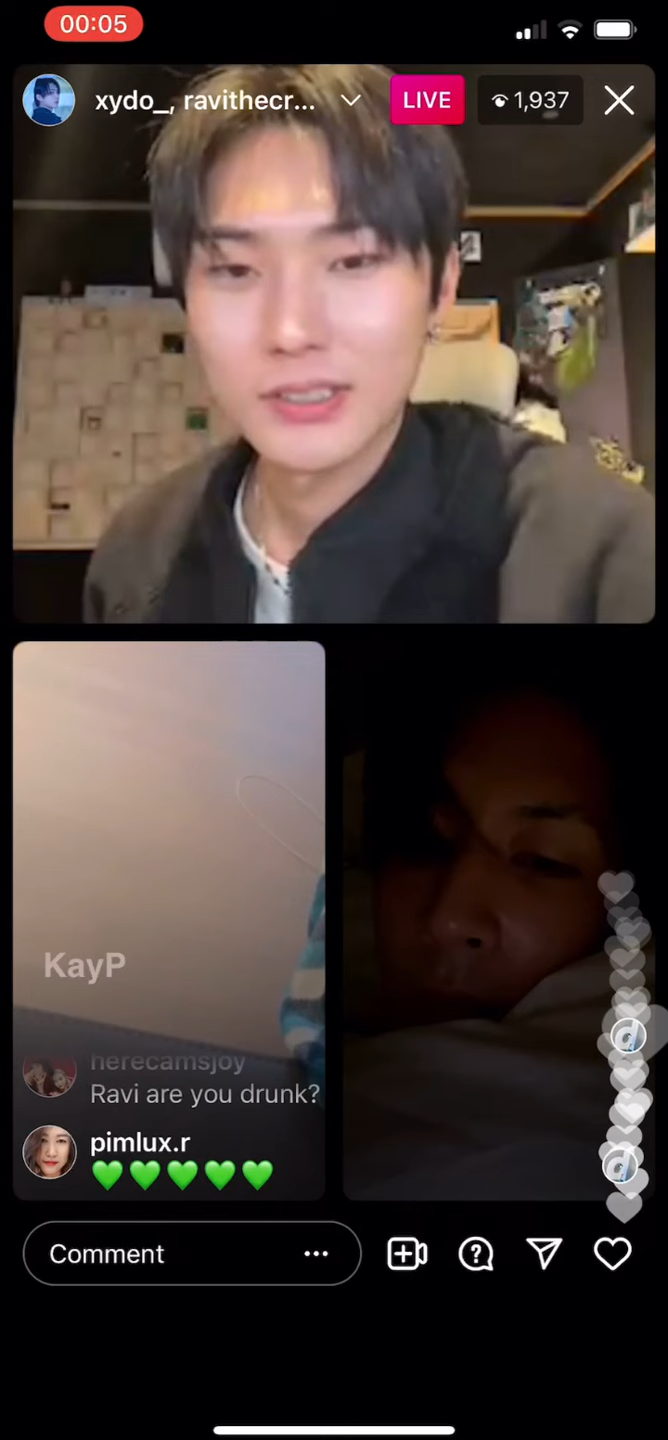 00:05
xydo_, ravithecr...
LIVE
1,937
KayP
herecamsjoy
Ravi are you drunk?
pimlux.r
💚💚💚💚💚
Comment